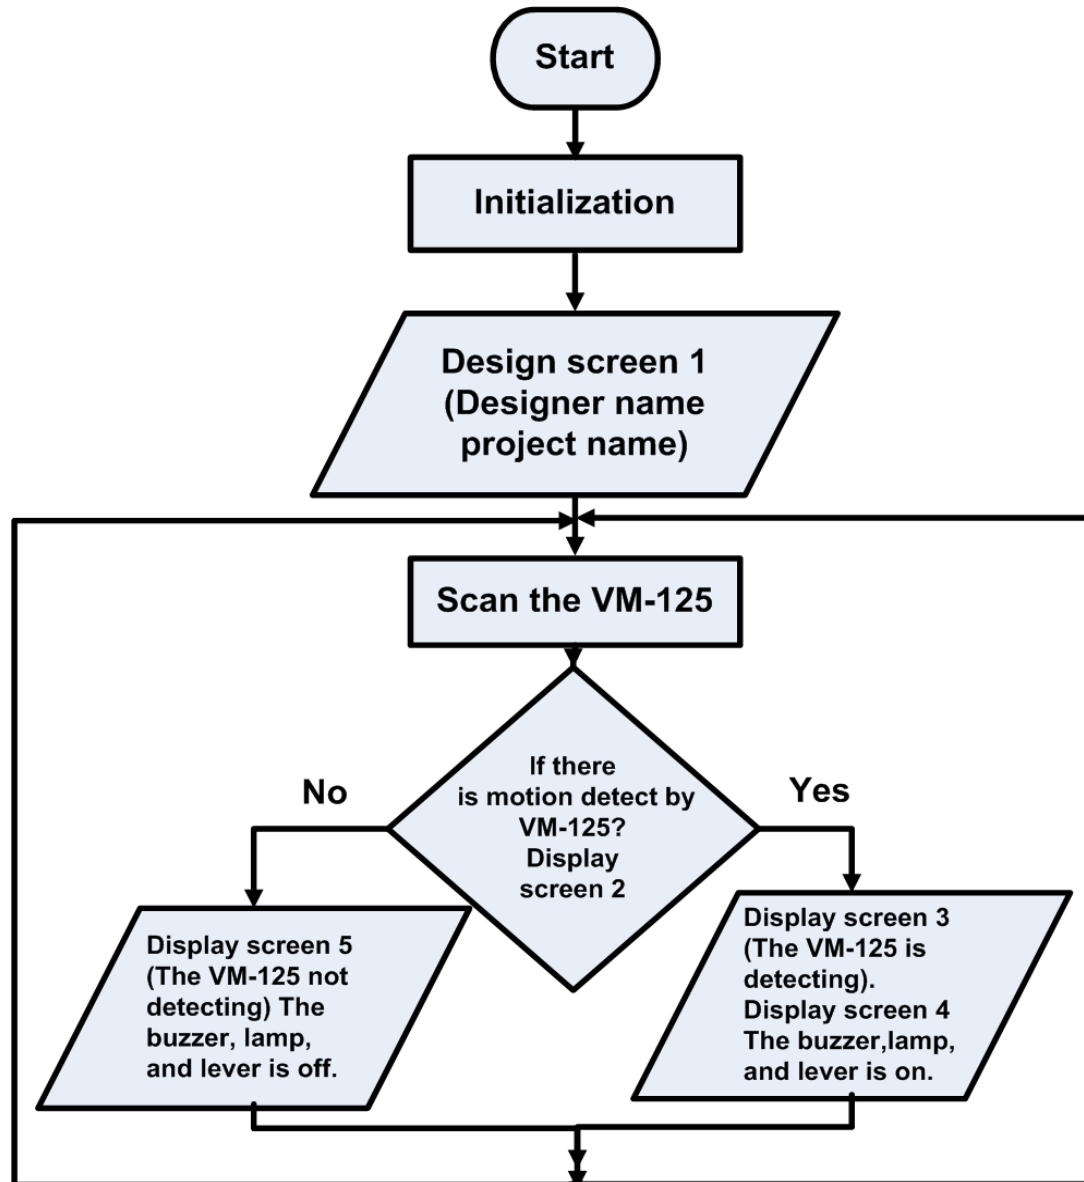 Start
Initialization
Design screen 1
(Designer name
project name)
Scan the VM-125
If there
is motion detect by
VM-125?
Display
screen 2
No
Yes
Display screen 5
(The VM-125 not
detecting) The
buzzer, lamp,
and lever is off.
Display screen 3
(The VM-125 is
detecting).
Display screen 4
The buzzer,lamp,
and lever is on.